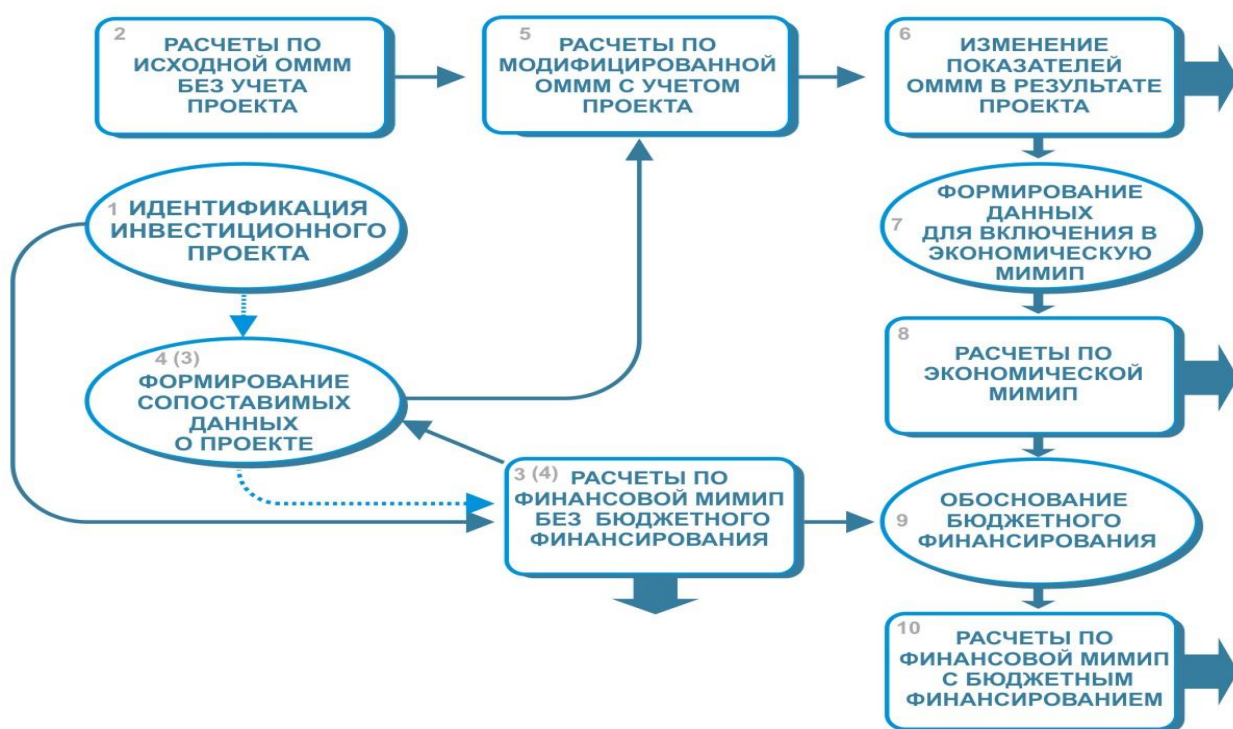 2 РАСЧЕТЫ ПО
ИСХОДНОЙ ОМММ
БЕЗ УЧЕТА
ПРОЕКТА
5 РАСЧЕТЫ ПО
МОДИФИЦИРОВАННОЙ
ОМММ С УЧЕТОМ
ПРОЕКТА
6 ИЗМЕНЕНИЕ
ПОКАЗАТЕЛЕЙ
ОМММ В РЕЗУЛЬТАТЕ
ПРОЕКТА
1 ИДЕНТИФИКАЦИЯ
ИНВЕСТИЦИОННОГО
ПРОЕКТА
ФОРМИРОВАНИЕ
ДАННЫХ
7 ДЛЯ ВКЛЮЧЕНИЯ В
ЭКОНОМИЧЕСКУЮ
МИМИП
4 (3)
ФОРМИРОВАНИЕ
СОПОСТАВИМЫХ
ДАННЫХ
О ПРОЕКТЕ
8 РАСЧЕТЫ ПО
ЭКОНОМИЧЕСКОЙ
МИМИП
3 (4) РАСЧЕТЫ ПО
ФИНАНСОВОЙ МИМИП
БЕЗ БЮДЖЕТНОГО
ФИНАНСИРОВАНИЯ
ОБОСНОВАНИЕ
9 БЮДЖЕТНОГО
ФИНАНСИРОВАНИЯ
10 РАСЧЕТЫ ПО
ФИНАНСОВОЙ МИМИП
С БЮДЖЕТНЫМ
ФИНАНСИРОВАНИЕМ